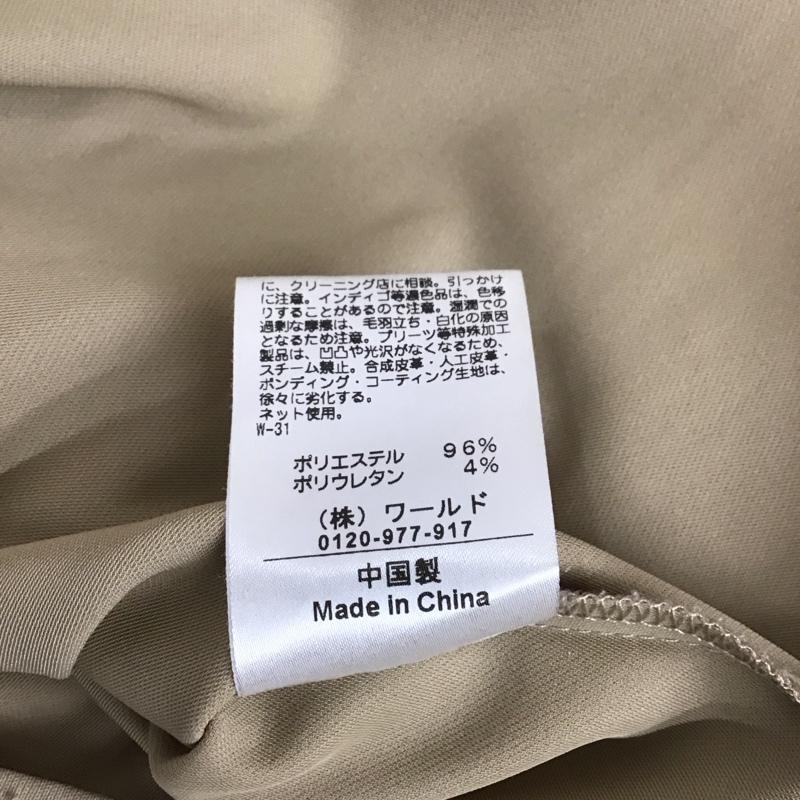 に、クリーニング店に相談。引っかけ
に注意。インディゴ等濃色品は、色移
りすることがあるので注意。湿潤での
過剰な摩擦は、毛羽立ち・白化の原因
となるため注意。プリーツ等特殊加工
製品は、凹凸や光沢がなくなるため、
スチーム禁止。合成皮革・人工皮革・
ボンディング・コーティング生地は、
徐々に劣化する。
ネット使用。
W-31
ポリエステル 96%
ポリウレタン 4%
(株)ワールド
0120-977-917
中国製
Made in China